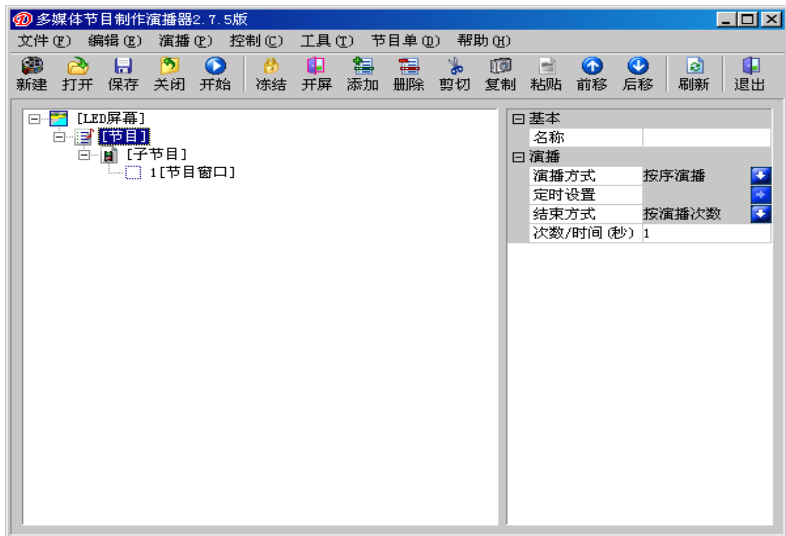 多媒体节目制作演播器2.7.5版
文件(F) 编辑(E) 演播(P) 控制(C) 工具(T) 节目单(D) 帮助(H)
新建 打开 保存 关闭 开始 冻结 开屏 添加 删除 剪切 复制 粘贴 前移 后移 刷新 退出
[LED屏幕]
[节目]
[子节目]
1[节目窗口]
基本
名称
演播
演播方式 按序演播
定时设置
结束方式 按演播次数
次数/时间(秒) 1